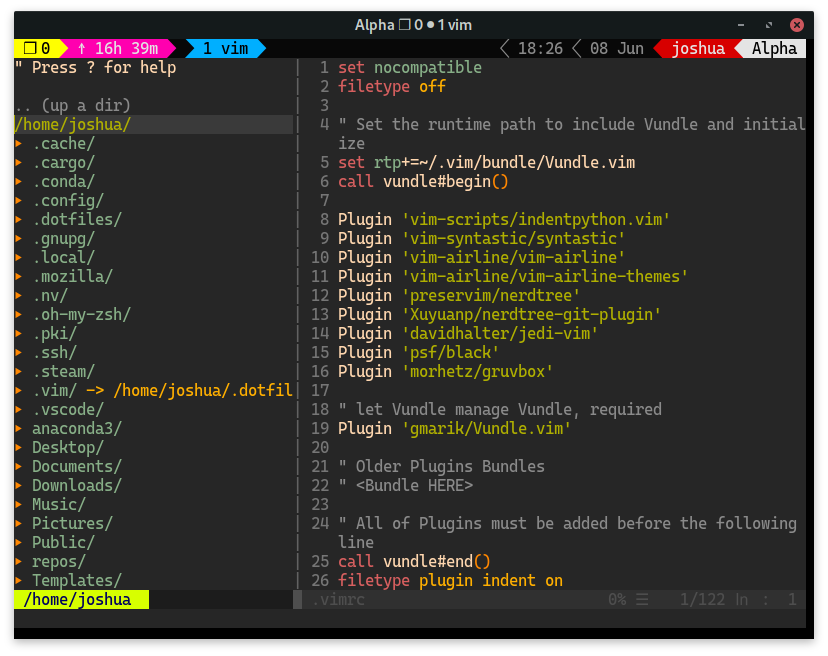 Alpha ❐ 0 ● 1 vim
❐ 0 ↑ 16h 39m 1 vim 18:26 08 Jun joshua Alpha
" Press ? for help
.. (up a dir)
/home/joshua/
▸ .cache/
▸ .cargo/
▸ .conda/
▸ .config/
▸ .dotfiles/
▸ .gnupg/
▸ .local/
▸ .mozilla/
▸ .nv/
▸ .oh-my-zsh/
▸ .pki/
▸ .ssh/
▸ .steam/
▸ .vim/ -> /home/joshua/.dotfil
▸ .vscode/
▸ anaconda3/
▸ Desktop/
▸ Documents/
▸ Downloads/
▸ Music/
▸ Pictures/
▸ Public/
▸ repos/
▸ Templates/
/home/joshua
1 set nocompatible
2 filetype off
3
4 " Set the runtime path to include Vundle and initial
ize
5 set rtp+=~/.vim/bundle/Vundle.vim
6 call vundle#begin()
7
8 Plugin 'vim-scripts/indentpython.vim'
9 Plugin 'vim-syntastic/syntastic'
10 Plugin 'vim-airline/vim-airline'
11 Plugin 'vim-airline/vim-airline-themes'
12 Plugin 'preservim/nerdtree'
13 Plugin 'Xuyuanp/nerdtree-git-plugin'
14 Plugin 'davidhalter/jedi-vim'
15 Plugin 'psf/black'
16 Plugin 'morhetz/gruvbox'
17
18 " let Vundle manage Vundle, required
19 Plugin 'gmarik/Vundle.vim'
20
21 " Older Plugins Bundles
22 " <Bundle HERE>
23
24 " All of Plugins must be added before the following
line
25 call vundle#end()
26 filetype plugin indent on
.vimrc 0% ☰ 1/122 ln : 1